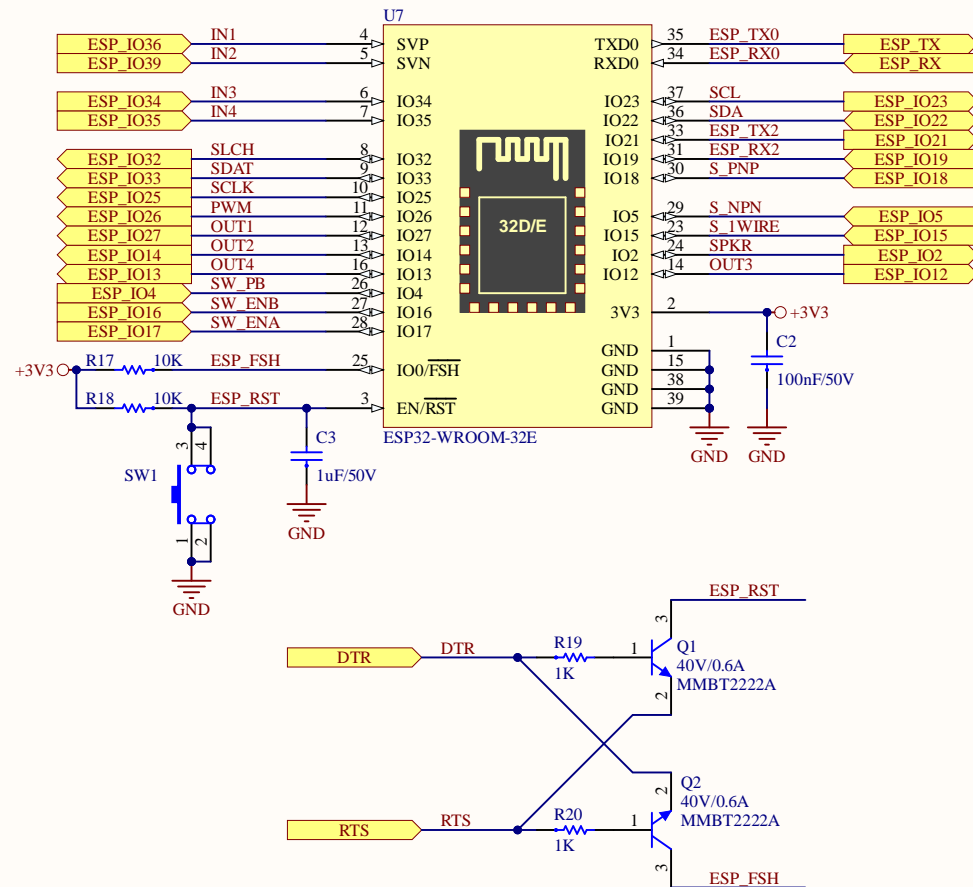 U7
ESP_IO36 IN1 4 SVP TXD0 35 ESP_TX0 ESP_TX
ESP_IO39 IN2 5 SVN RXD0 34 ESP_RX0 ESP_RX
ESP_IO34 IN3 6 IO34 IO23 37 SCL ESP_IO23
ESP_IO35 IN4 7 IO35 IO22 36 SDA ESP_IO22
IO21 33 ESP_TX2 ESP_IO21
ESP_IO32 SLCH 8 IO32 IO19 31 ESP_RX2 ESP_IO19
ESP_IO33 SDAT 9 IO33 IO18 30 S_PNP ESP_IO18
ESP_IO25 SCLK 10 IO25
ESP_IO26 PWM 11 IO26 IO5 29 S_NPN ESP_IO5
ESP_IO27 OUT1 12 IO27 32D/E IO15 23 S_1WIRE ESP_IO15
ESP_IO14 OUT2 13 IO14 IO2 24 SPKR ESP_IO2
ESP_IO13 OUT4 16 IO13 IO12 14 OUT3 ESP_IO12
ESP_IO4 SW_PB 26 IO4
ESP_IO16 SW_ENB 27 IO16 3V3 2 +3V3
ESP_IO17 SW_ENA 28 IO17
C2
100nF/50V
GND 1
GND 15
GND 38
GND 39
GND GND
+3V3 R17 10K ESP_FSH 25 IO0/FSH
R18 10K ESP_RST 3 EN/RST
ESP32-WROOM-32E
C3
1uF/50V
GND
3 4
SW1
1 2
GND
ESP_RST
3
DTR DTR R19 1 Q1
1K 40V/0.6A
MMBT2222A
2
2 Q2
40V/0.6A
RTS RTS R20 1 MMBT2222A
1K
3
ESP_FSH